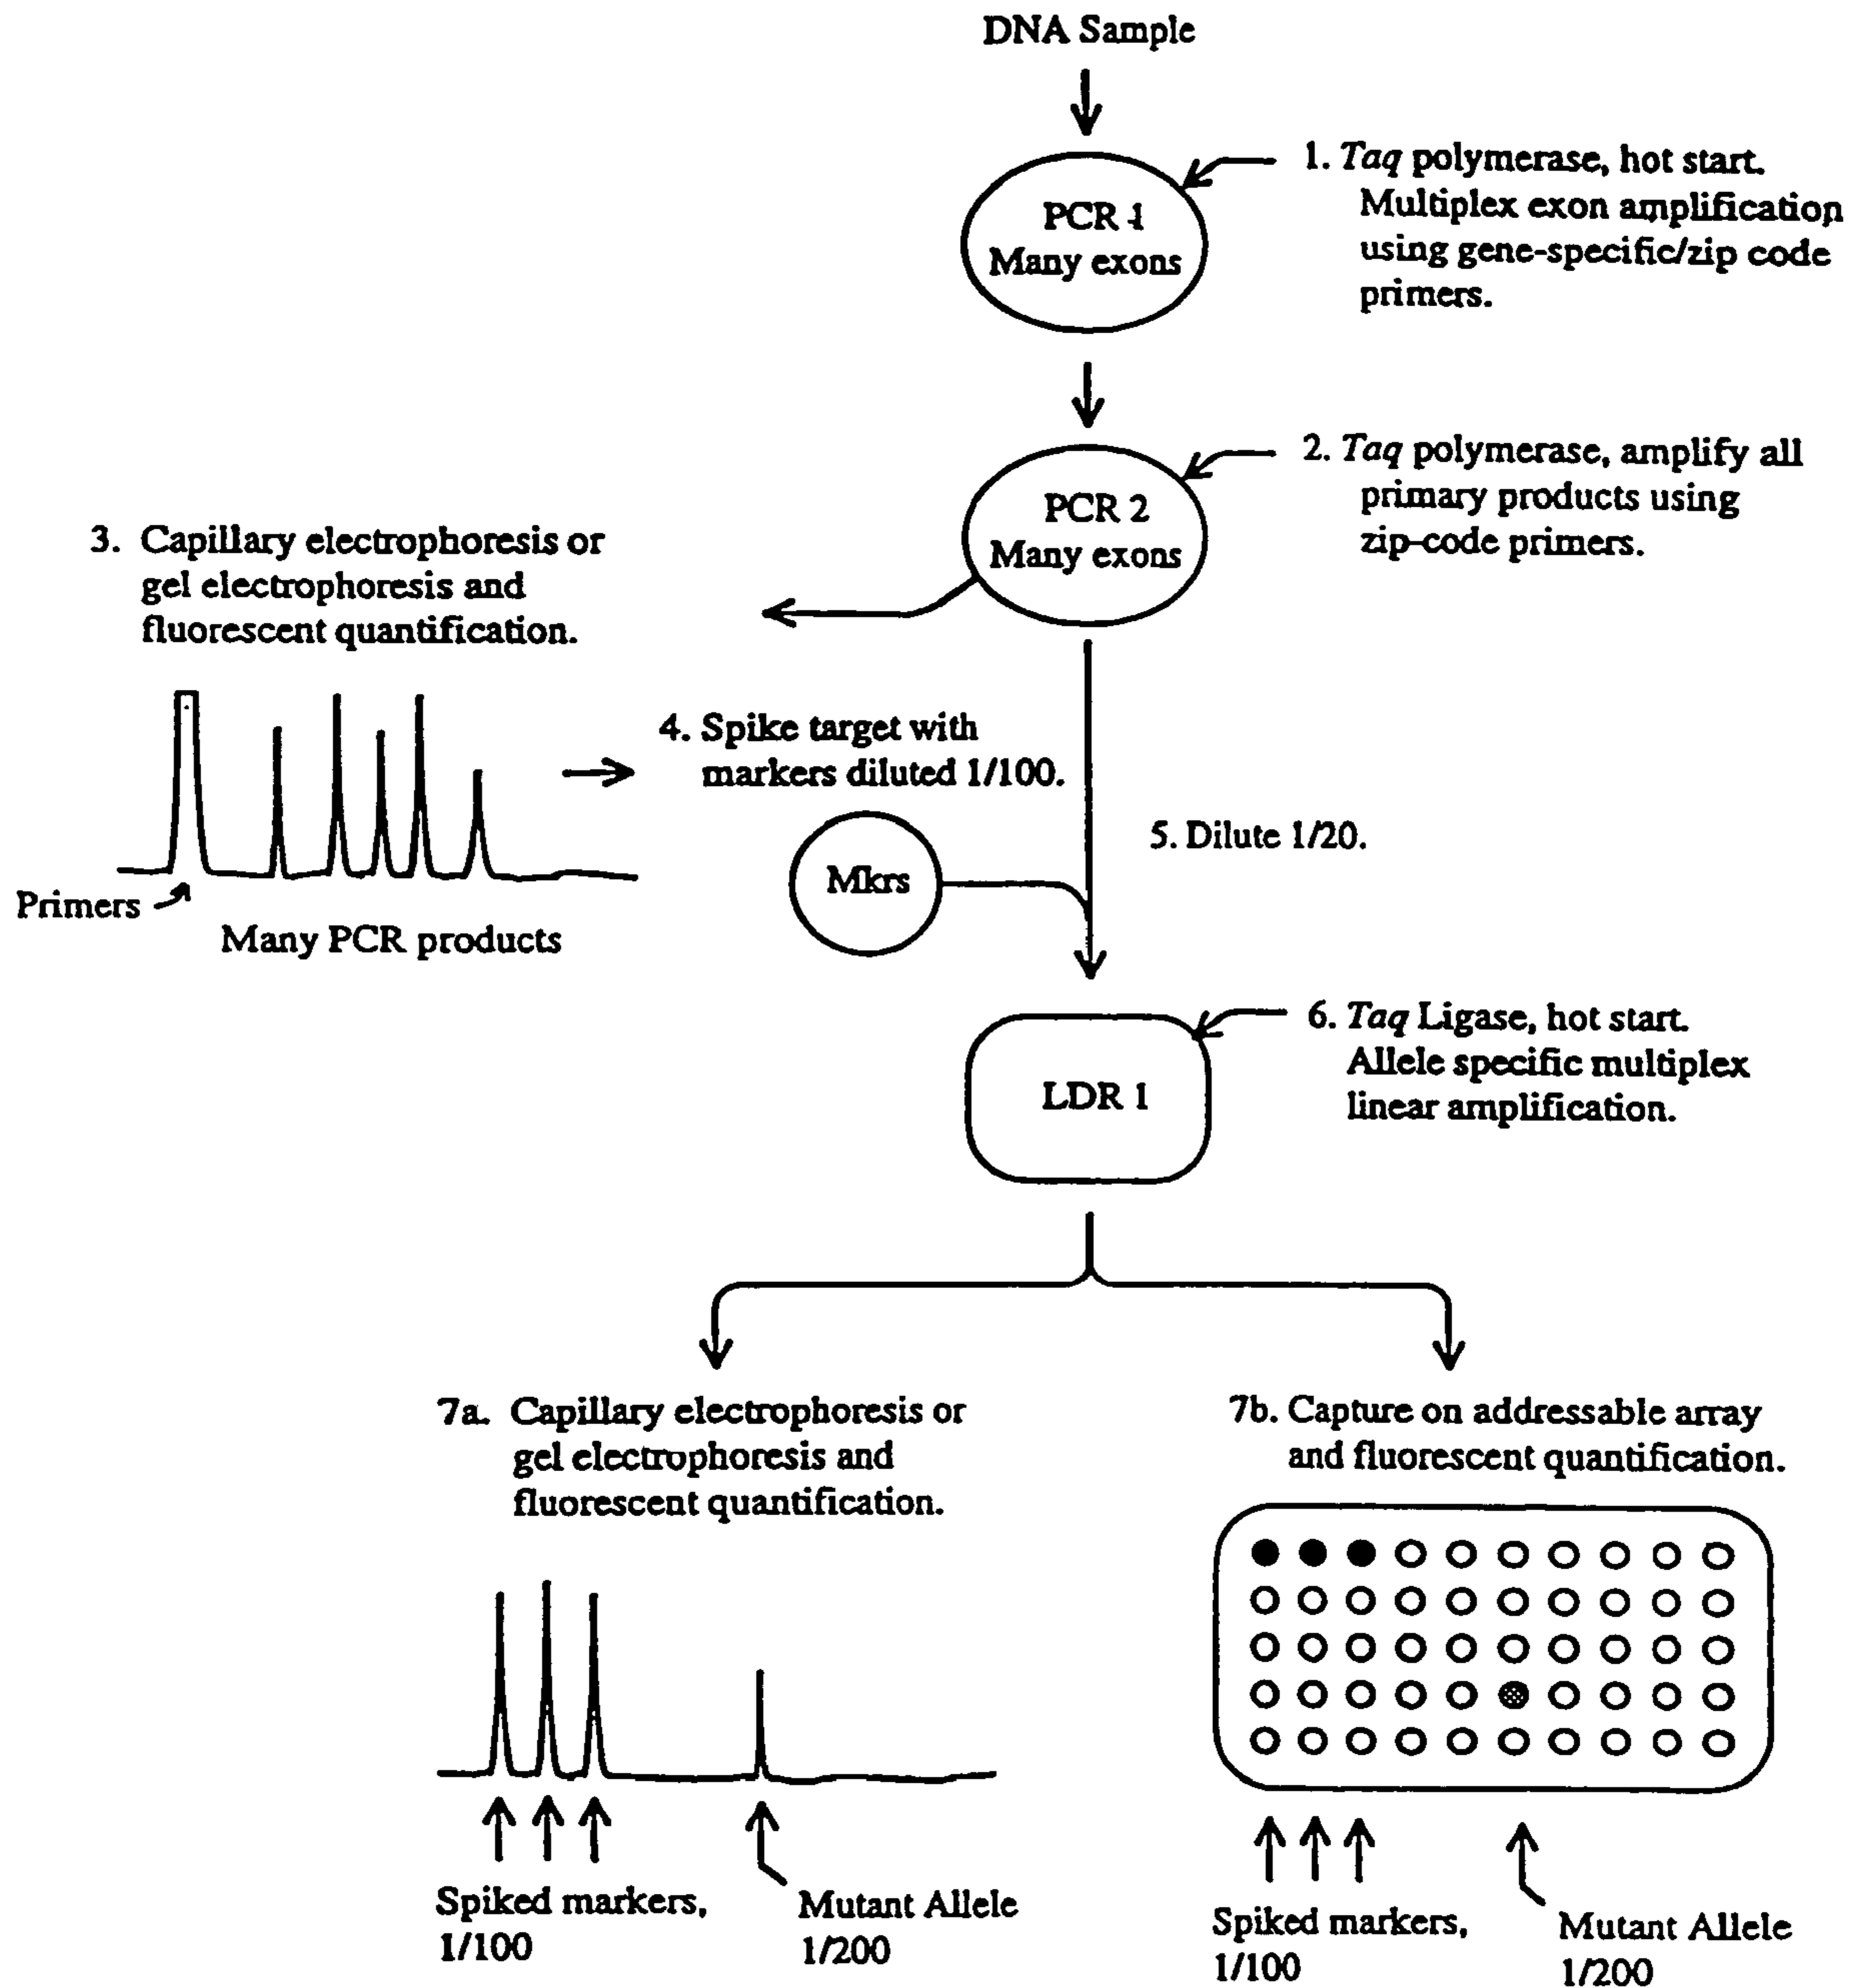 DNA Sample
1. Taq polymerase, hot start.
Multiplex exon amplification
using gene-specific/zip code
primers.
PCR 1
Many exons
2. Taq polymerase, amplify all
primary products using
zip-code primers.
PCR 2
Many exons
3. Capillary electrophoresis or
gel electrophoresis and
fluorescent quantification.
Primers
Many PCR products
4. Spike target with
markers diluted 1/100.
Mkrs
5. Dilute 1/20.
6. Taq Ligase, hot start.
Allele specific multiplex
linear amplification.
LDR 1
7a. Capillary electrophoresis or
gel electrophoresis and
fluorescent quantification.
Spiked markers,
1/100
Mutant Allele
1/200
7b. Capture on addressable array
and fluorescent quantification.
Spiked markers,
1/100
Mutant Allele
1/200